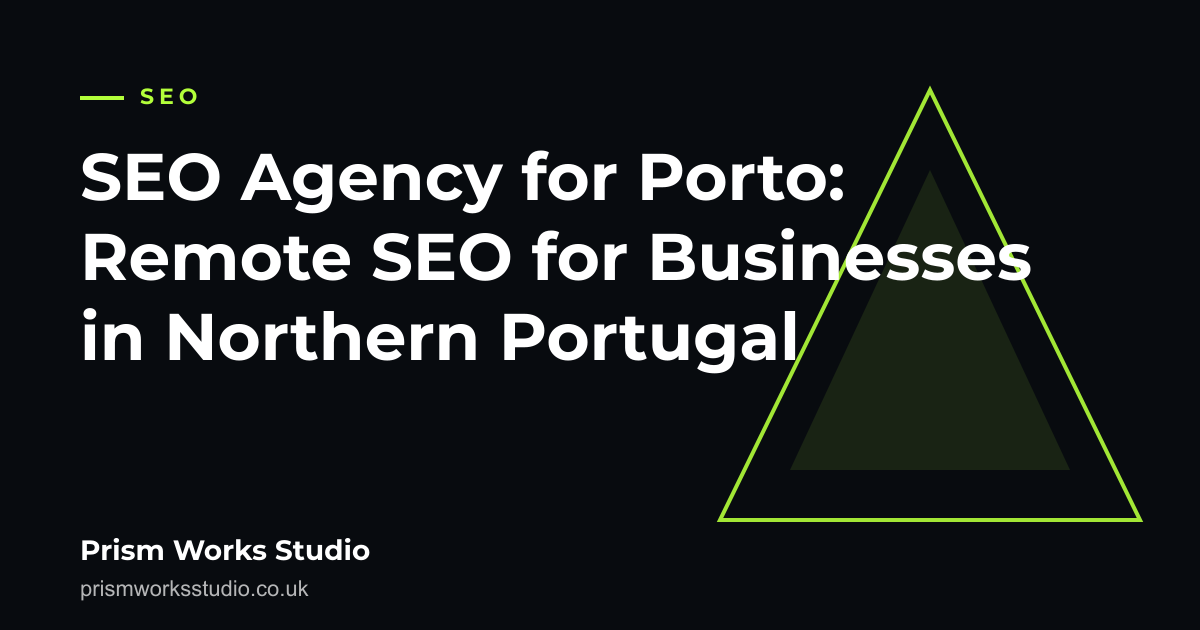 SEO
SEO Agency for Porto:
Remote SEO for Businesses
in Northern Portugal
Prism Works Studio
prismworksstudio.co.uk